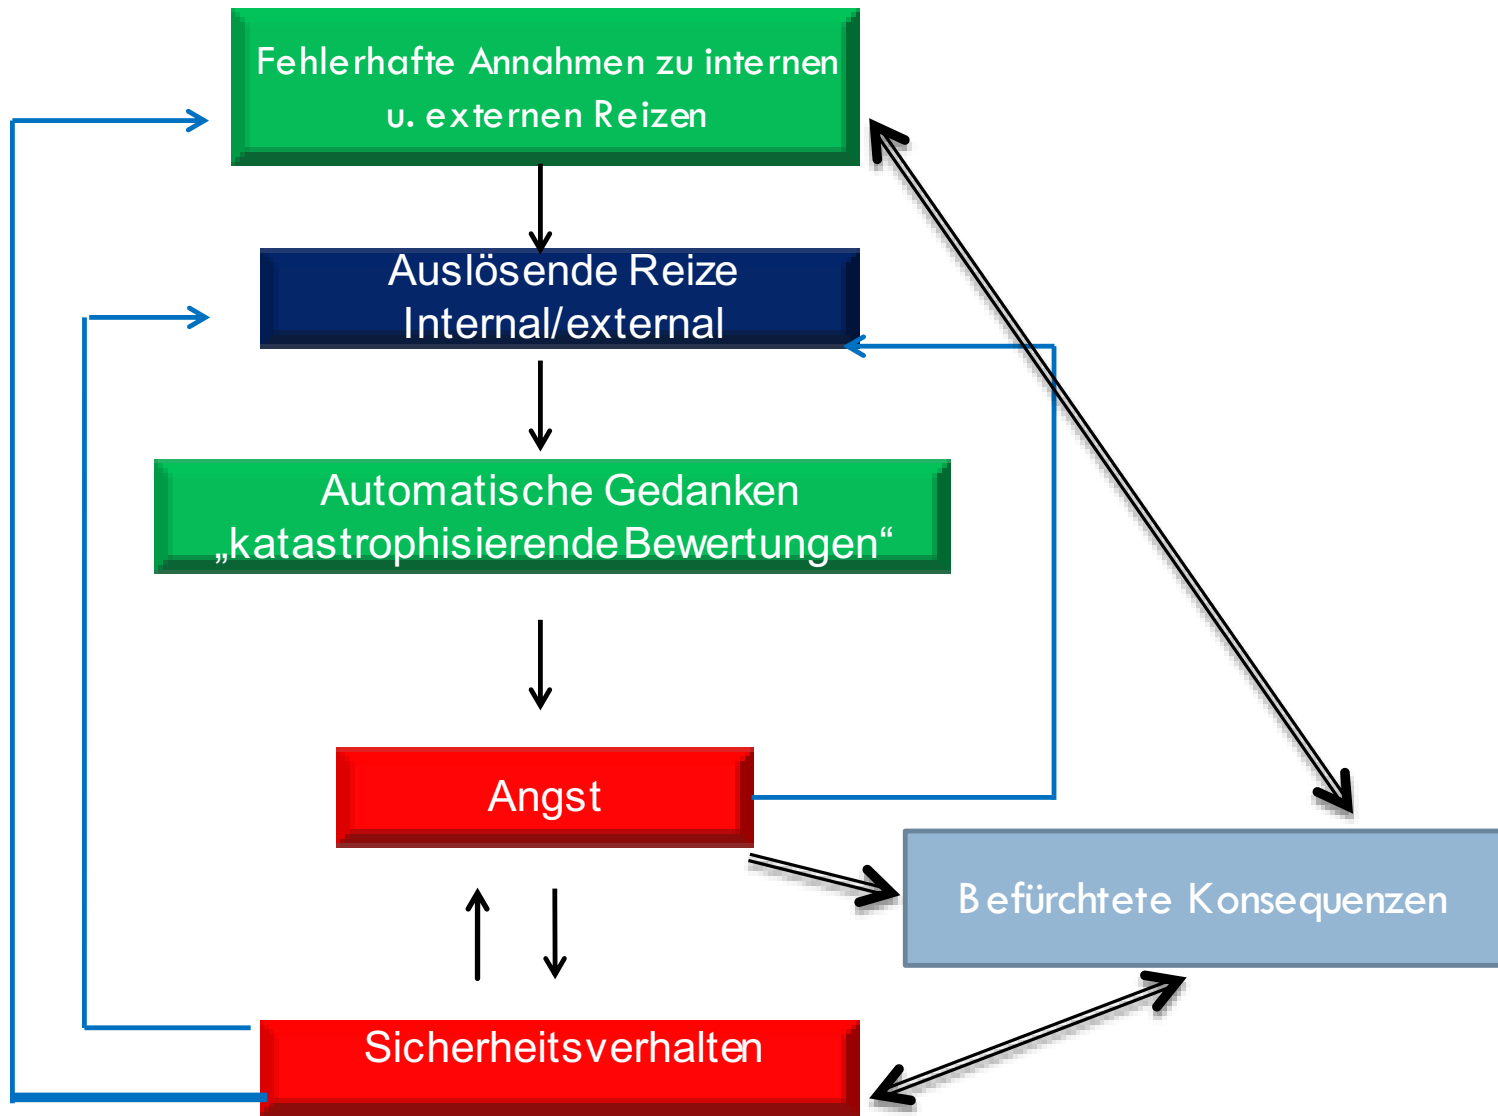 Fehlerhafte Annahmen zu internen
u. externen Reizen
Auslösende Reize
Internal/external
Automatische Gedanken
„katastrophisierende Bewertungen“
Angst
Befürchtete Konsequenzen
Sicherheitsverhalten